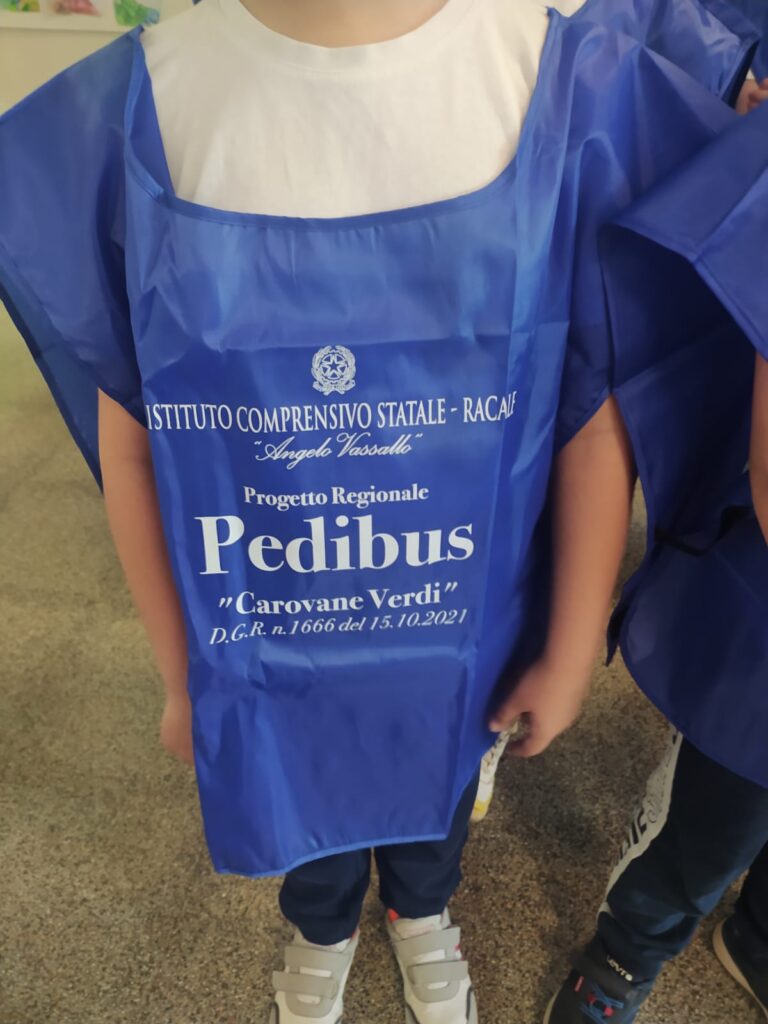 ISTITUTO COMPRENSIVO STATALE - RACALE
"Angelo Vassallo"
Progetto Regionale
Pedibus
"Carovane Verdi"
D.G.R. n.1666 del 15.10.2021